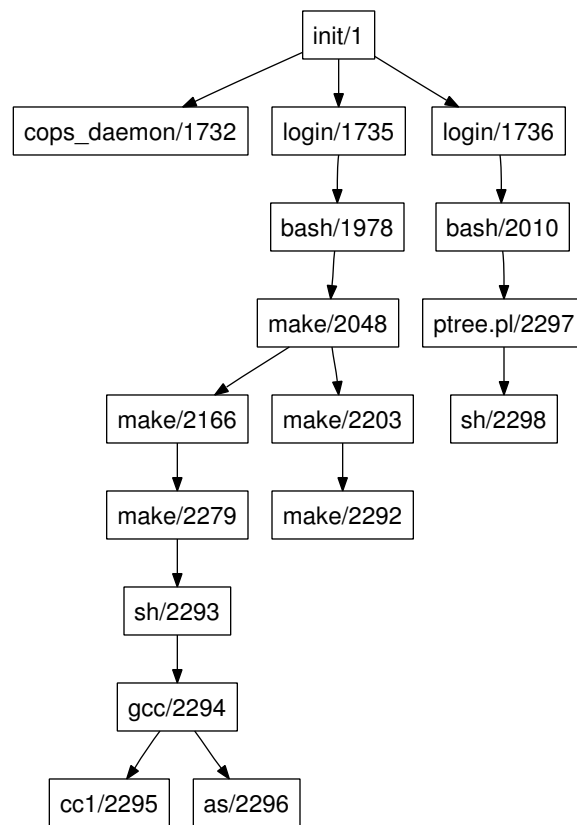 init/1
cops_daemon/1732
login/1735
login/1736
bash/1978
bash/2010
make/2048
ptree.pl/2297
make/2166
make/2203
sh/2298
make/2279
make/2292
sh/2293
gcc/2294
cc1/2295
as/2296